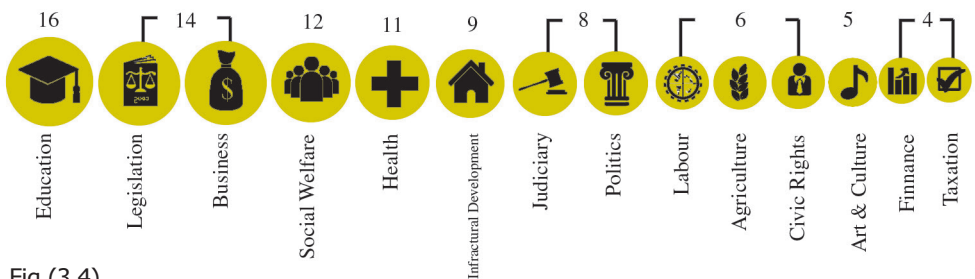 16 14 12 11 9 8 6 5 4
Education
Legislation
Business
Social Welfare
Health
Infractural Development
Judiciary
Politics
Labour
Agriculture
Civic Rights
Art & Culture
Finnance
Taxation
Fig (3.4)